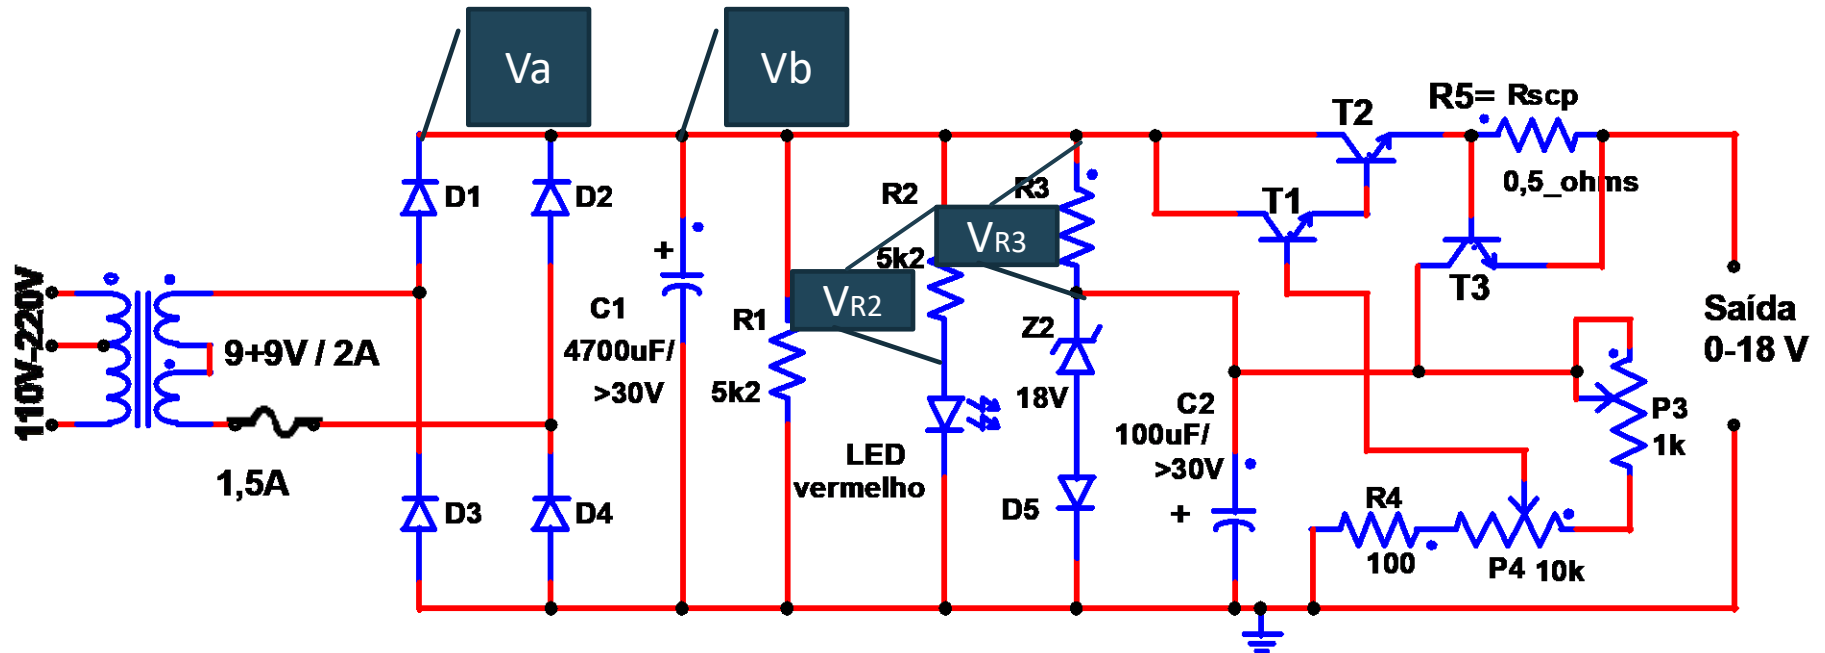 Va
Vb
T2
R5= Rscp
0,5_ohms
T1
T3
R2
R3
VR3
5k2
VR2
D1
D2
110V-220V
9+9V / 2A
1,5A
+
C1
4700uF/
>30V
R1
5k2
Z2
18V
LED
vermelho
D3
D4
D5
C2
100uF/
>30V
+
R4
100
P4 10k
P3
1k
Saída
0-18 V